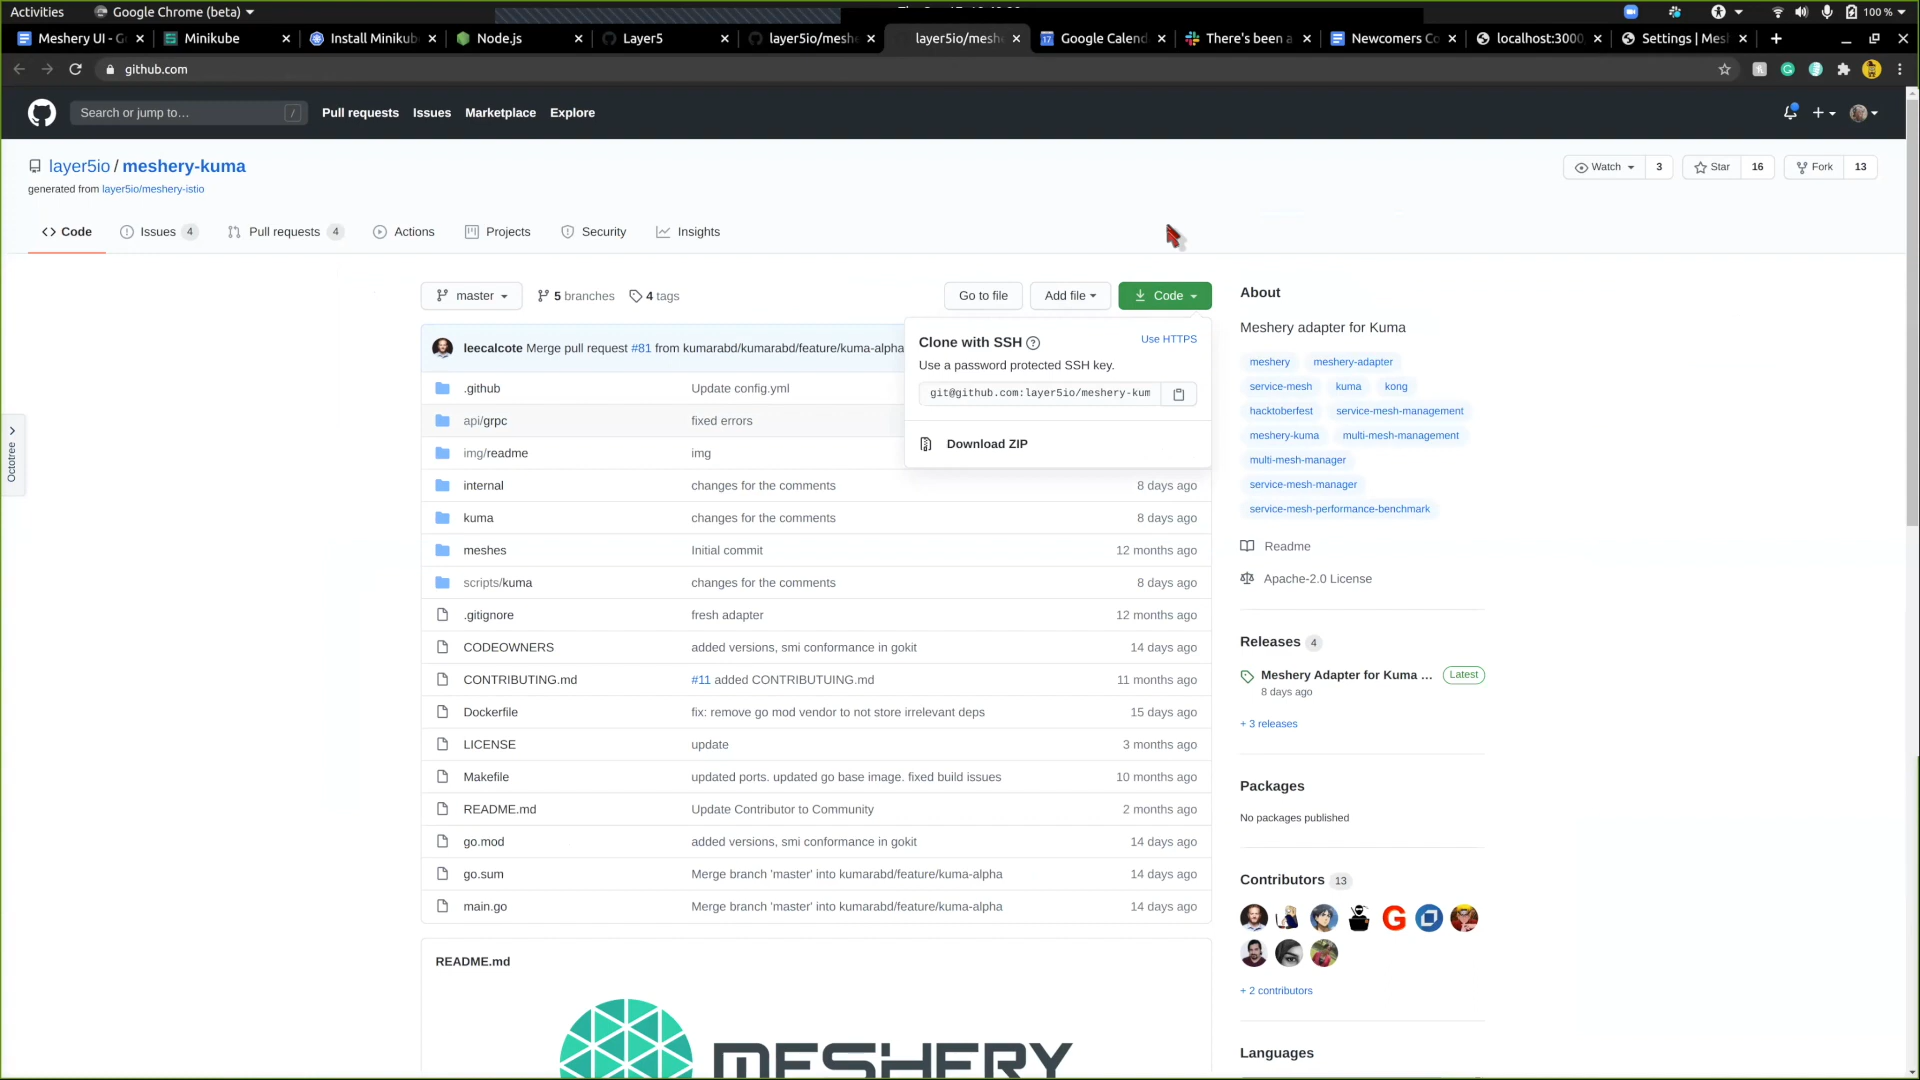 Activities
Google Chrome (beta)
100 %
Meshery UI - G
Minikube
Install Minikub
Node.js
Layer5
layer5io/meshe
layer5io/meshe
Google Calend
There's been a
Newcomers Co
localhost:3000
Settings | Mesh
github.com
Search or jump to…
/
Pull requests
Issues
Marketplace
Explore
layer5io / meshery-kuma
generated from layer5io/meshery-istio
Watch 3
Star 16
Fork 13
Code
Issues 4
Pull requests 4
Actions
Projects
Security
Insights
master
5 branches
4 tags
Go to file
Add file
Code
leecalcote Merge pull request #81 from kumarabd/kumarabd/feature/kuma-alpha
Clone with SSH
Use HTTPS
Use a password protected SSH key.
git@github.com:layer5io/meshery-kum
Download ZIP
.github Update config.yml
api/grpc fixed errors
img/readme img
internal changes for the comments 8 days ago
kuma changes for the comments 8 days ago
meshes Initial commit 12 months ago
scripts/kuma changes for the comments 8 days ago
.gitignore fresh adapter 12 months ago
CODEOWNERS added versions, smi conformance in gokit 14 days ago
CONTRIBUTING.md #11 added CONTRIBUTUING.md 11 months ago
Dockerfile fix: remove go mod vendor to not store irrelevant deps 15 days ago
LICENSE update 3 months ago
Makefile updated ports. updated go base image. fixed build issues 10 months ago
README.md Update Contributor to Community 2 months ago
go.mod added versions, smi conformance in gokit 14 days ago
go.sum Merge branch 'master' into kumarabd/feature/kuma-alpha 14 days ago
main.go Merge branch 'master' into kumarabd/feature/kuma-alpha 14 days ago
README.md
MESHERY
About
Meshery adapter for Kuma
meshery meshery-adapter
service-mesh kuma kong
hacktoberfest service-mesh-management
meshery-kuma multi-mesh-management
multi-mesh-manager
service-mesh-manager
service-mesh-performance-benchmark
Readme
Apache-2.0 License
Releases 4
Meshery Adapter for Kuma ... Latest
8 days ago
+ 3 releases
Packages
No packages published
Contributors 13
+ 2 contributors
Languages
Octotree